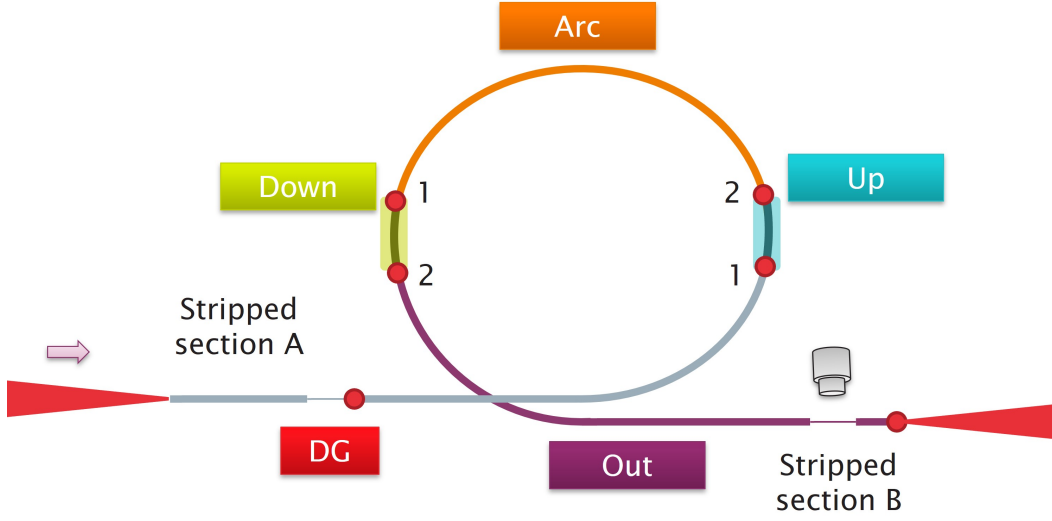 Arc
Down
1
2
Up
2
1
Stripped
section A
DG
Out
Stripped
section B